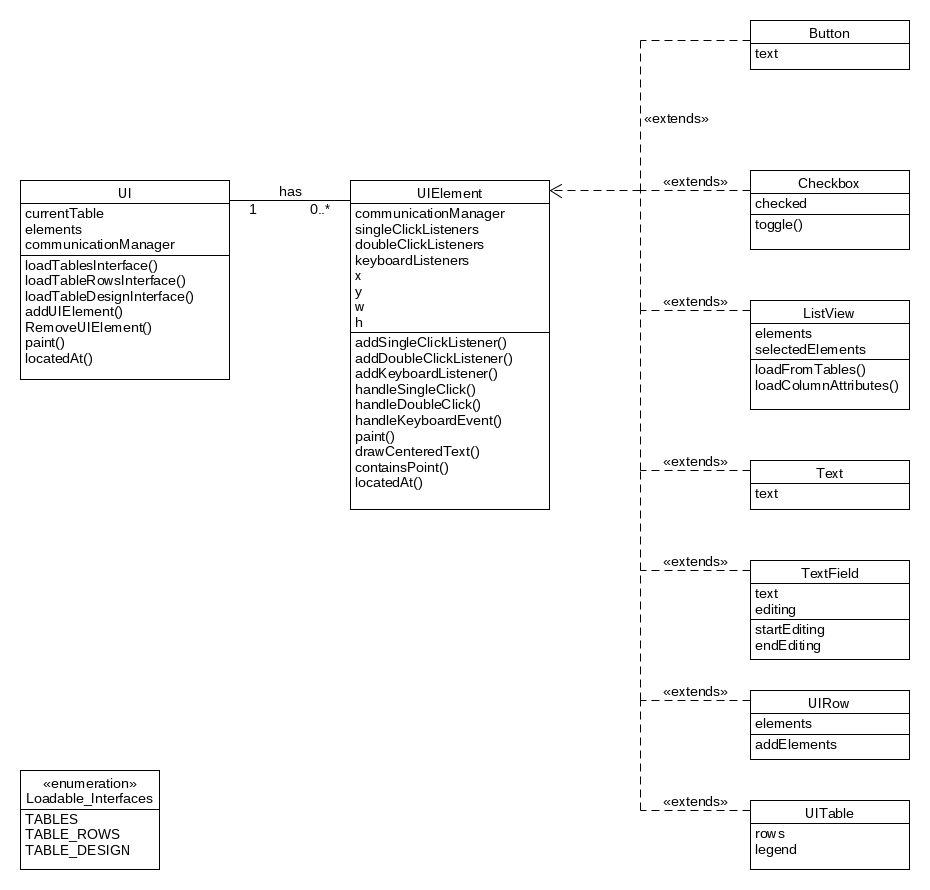 Button
text
«extends»
UI
currentTable
elements
communicationManager
loadTablesInterface()
loadTableRowsInterface()
loadTableDesignInterface()
addUIElement()
RemoveUIElement()
paint()
locatedAt()
has
1
0..*
UIElement
communicationManager
singleClickListeners
doubleClickListeners
keyboardListeners
x
y
w
h
addSingleClickListener()
addDoubleClickListener()
addKeyboardListener()
handleSingleClick()
handleDoubleClick()
handleKeyboardEvent()
paint()
drawCenteredText()
containsPoint()
locatedAt()
«extends»
Checkbox
checked
toggle()
«extends»
ListView
elements
selectedElements
loadFromTables()
loadColumnAttributes()
«extends»
Text
text
«extends»
TextField
text
editing
startEditing
endEditing
«extends»
UIRow
elements
addElements
«extends»
UITable
rows
legend
«enumeration»
Loadable_Interfaces
TABLES
TABLE_ROWS
TABLE_DESIGN